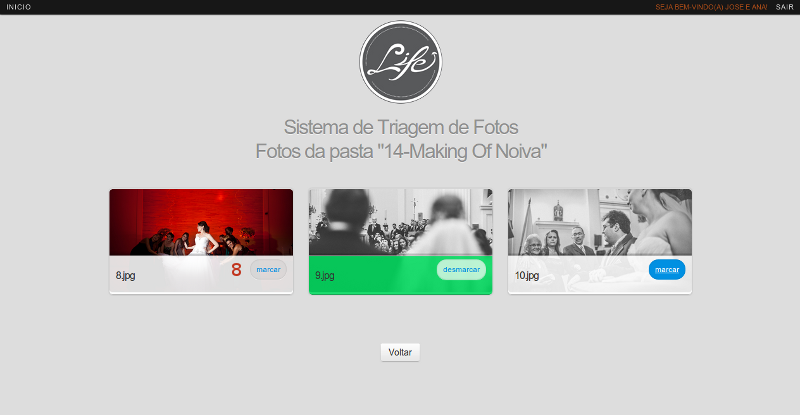 INICIO
SEJA BEM-VINDO(A) JOSE E ANA!
SAIR
Life
Sistema de Triagem de Fotos
Fotos da pasta "14-Making Of Noiva"
8.jpg
8
marcar
9.jpg
desmarcar
10.jpg
marcar
Voltar